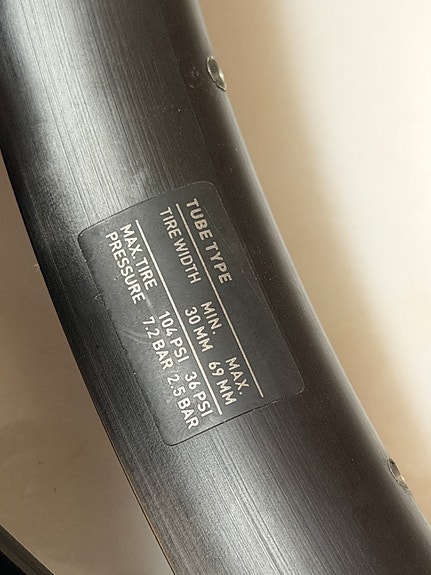 TUBE TYPE MIN. MAX.
TIRE WIDTH 30 MM 69 MM
MAX. TIRE 104 PSI 36 PSI
PRESSURE 7.2 BAR 2.5 BAR